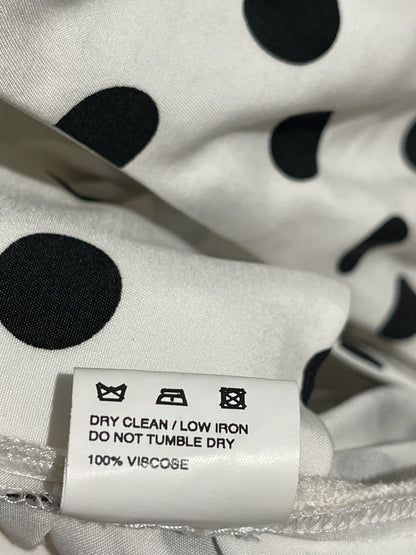 DRY CLEAN / LOW IRON
DO NOT TUMBLE DRY
100% VISCOSE